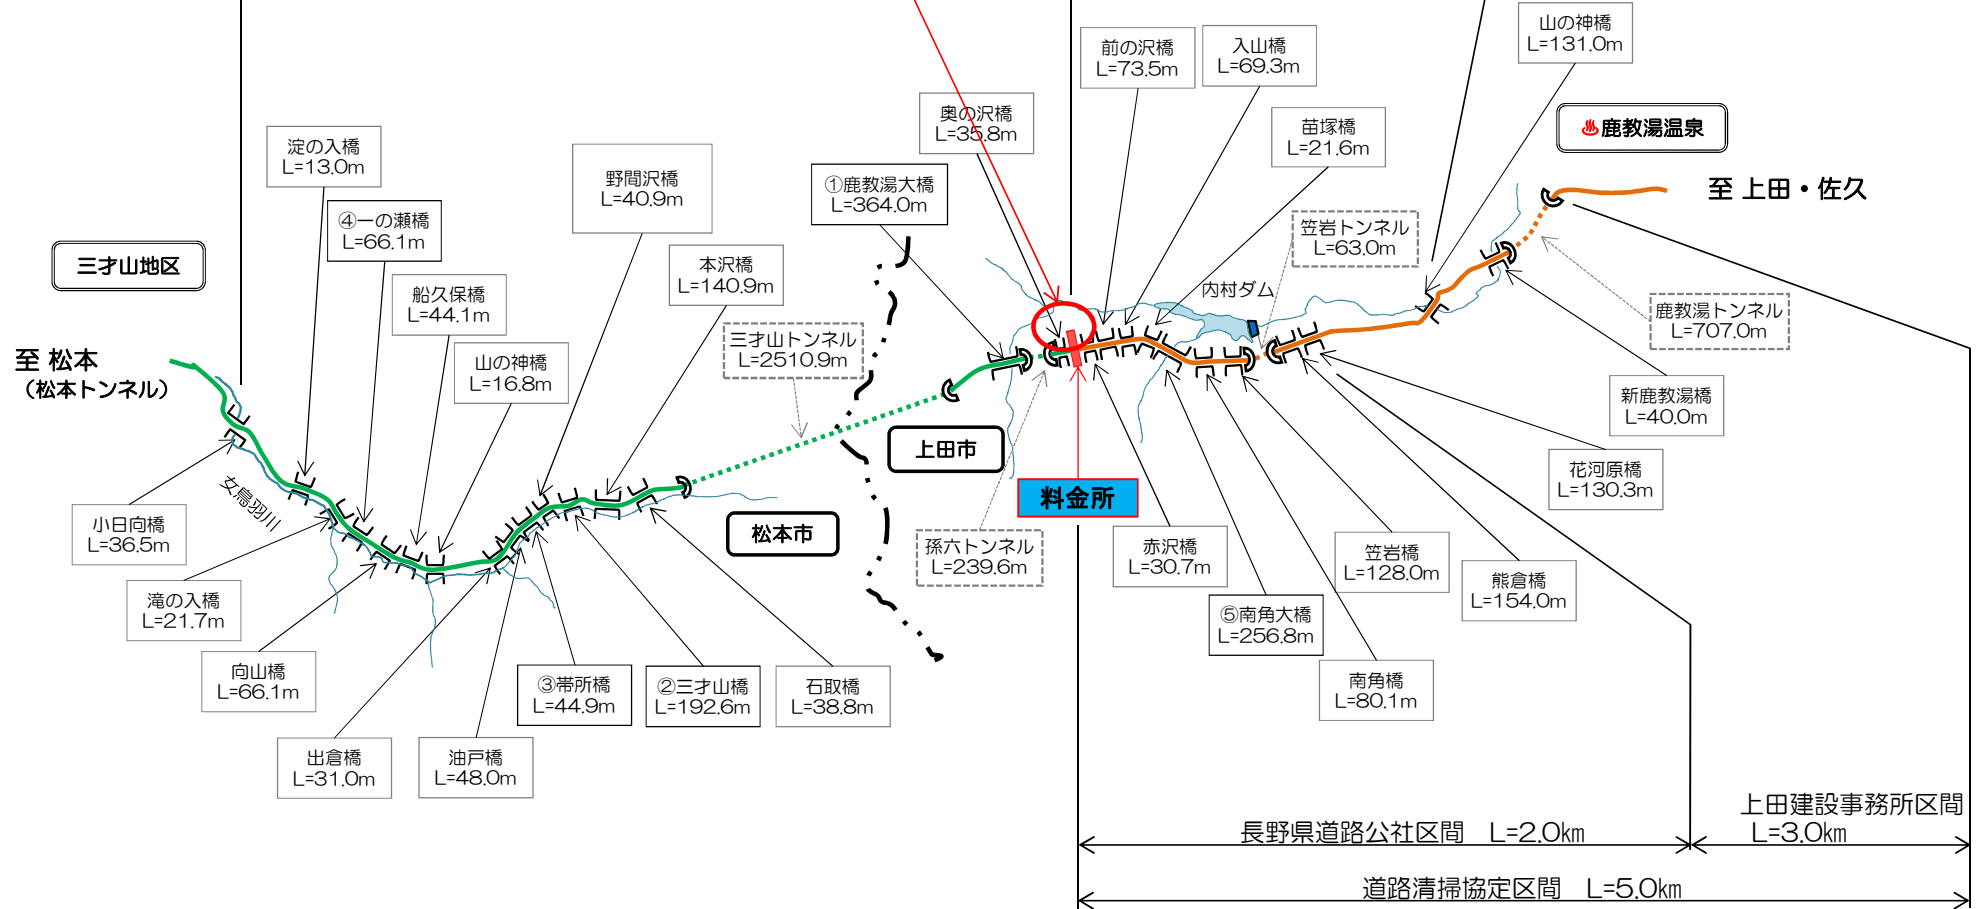 山の神橋
L=131.0m
前の沢橋
L=73.5m
入山橋
L=69.3m
奥の沢橋
L=35.8m
苗塚橋
L=21.6m
♨鹿教湯温泉
淀の入橋
L=13.0m
野間沢橋
L=40.9m
①鹿教湯大橋
L=364.0m
至 上田・佐久
④一の瀬橋
L=66.1m
笠岩トンネル
L=63.0m
三才山地区
本沢橋
L=140.9m
船久保橋
L=44.1m
内村ダム
鹿教湯トンネル
L=707.0m
三才山トンネル
L=2510.9m
至 松本
（松本トンネル）
山の神橋
L=16.8m
新鹿教湯橋
L=40.0m
上田市
花河原橋
L=130.3m
女鳥羽川
料金所
小日向橋
L=36.5m
松本市
孫六トンネル
L=239.6m
赤沢橋
L=30.7m
笠岩橋
L=128.0m
熊倉橋
L=154.0m
滝の入橋
L=21.7m
⑤南角大橋
L=256.8m
向山橋
L=66.1m
③帯所橋
L=44.9m
②三才山橋
L=192.6m
石取橋
L=38.8m
南角橋
L=80.1m
出倉橋
L=31.0m
油戸橋
L=48.0m
上田建設事務所区間
L=3.0㎞
長野県道路公社区間　L=2.0㎞
道路清掃協定区間　L=5.0㎞